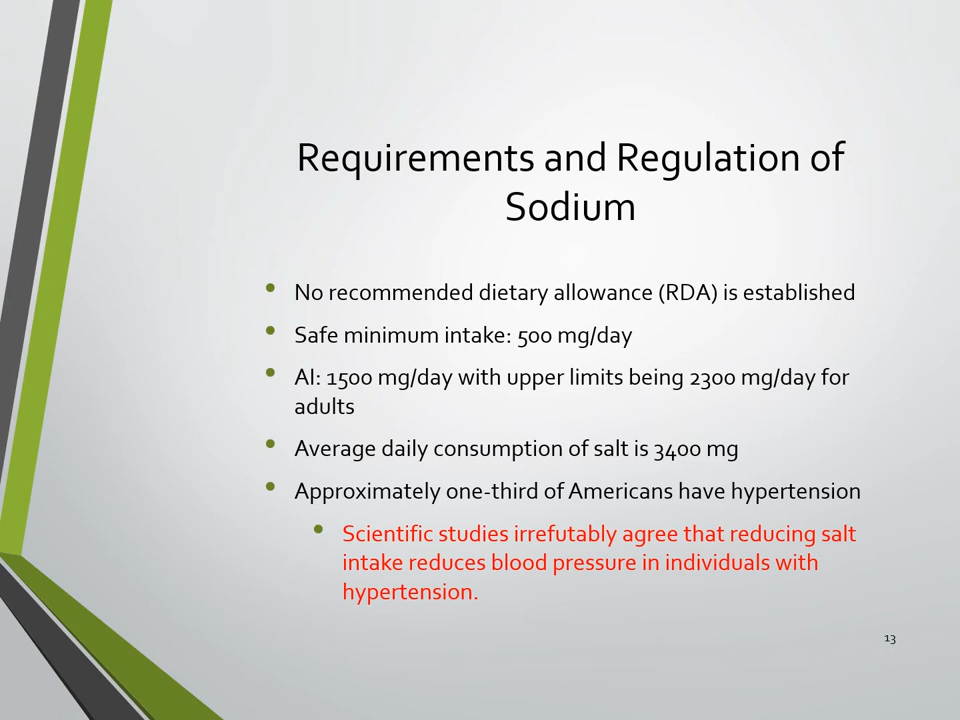 Requirements and Regulation of
Sodium
• No recommended dietary allowance (RDA) is established
• Safe minimum intake: 500 mg/day
• AI: 1500 mg/day with upper limits being 2300 mg/day for
adults
• Average daily consumption of salt is 3400 mg
• Approximately one-third of Americans have hypertension
• Scientific studies irrefutably agree that reducing salt
intake reduces blood pressure in individuals with
hypertension.
13